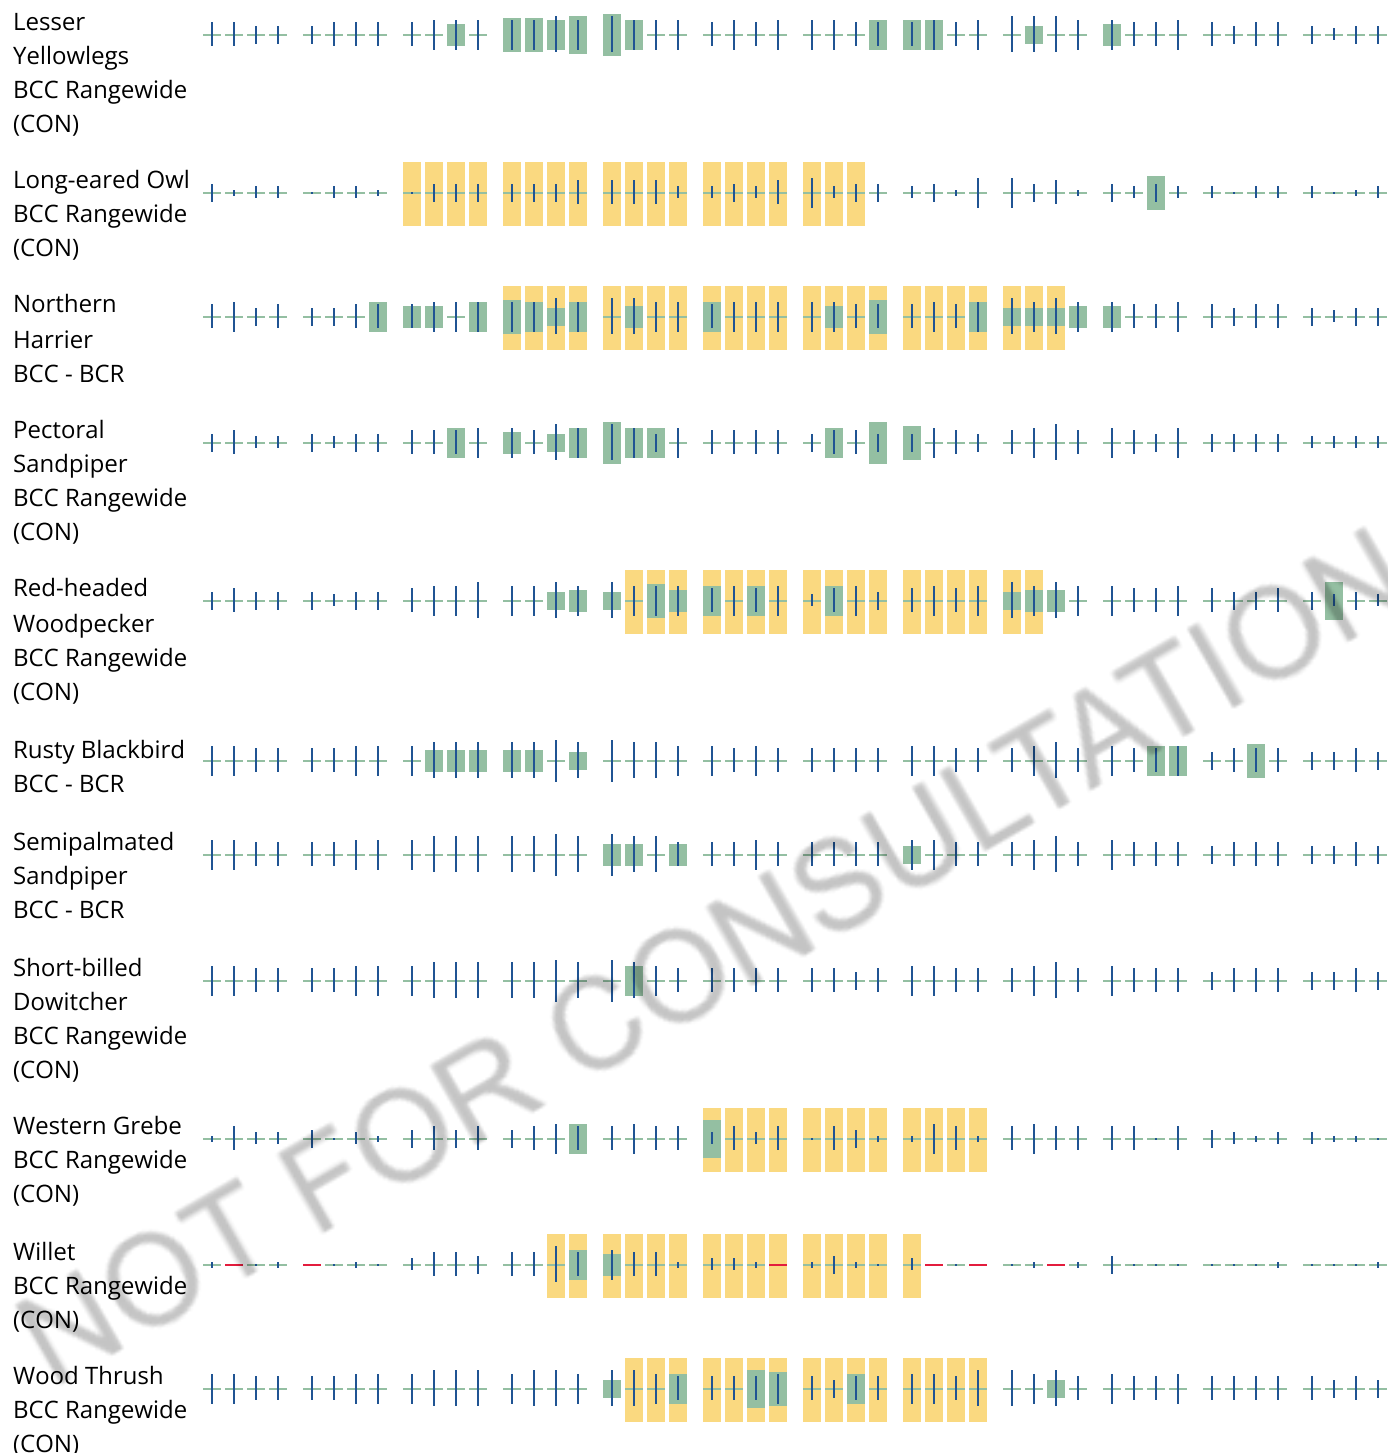 Lesser
Yellowlegs
BCC Rangewide
(CON)
Long-eared Owl
BCC Rangewide
(CON)
Northern
Harrier
BCC - BCR
Pectoral
Sandpiper
BCC Rangewide
(CON)
Red-headed
Woodpecker
BCC Rangewide
(CON)
Rusty Blackbird
BCC - BCR
Semipalmated
Sandpiper
BCC - BCR
Short-billed
Dowitcher
BCC Rangewide
(CON)
Western Grebe
BCC Rangewide
(CON)
Willet
BCC Rangewide
(CON)
Wood Thrush
BCC Rangewide
(CON)
NOT FOR CONSULTATION